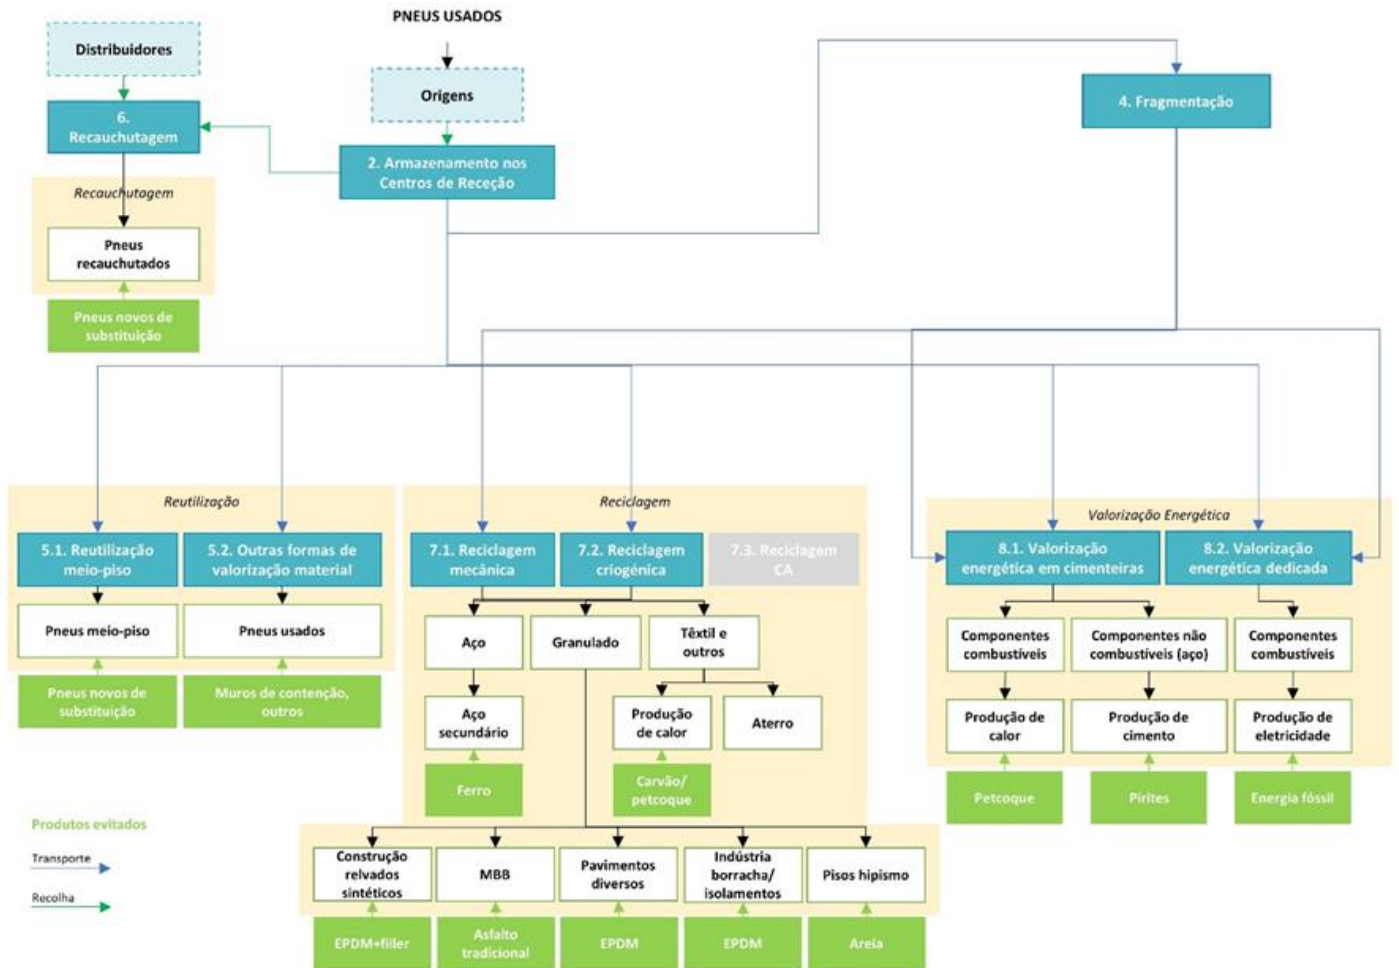 PNEUS USADOS
Distribuidores
Origens
4. Fragmentação
6.
Recauchutagem
2. Armazenamento nos
Centros de Receção
Recauchutagem
Pneus
recauchutados
Pneus novos de
substituição
Reutilização
Reciclagem
Valorização Energética
5.1. Reutilização
meio-piso
5.2. Outras formas de
valorização material
7.1. Reciclagem
mecânica
7.2. Reciclagem
criogénica
7.3. Reciclagem
CA
8.1. Valorização
energética em cimenteiras
8.2. Valorização
energética dedicada
Pneus meio-piso
Pneus usados
Aço
Granulado
Têxtil e
outros
Componentes
combustíveis
Componentes não
combustíveis (aço)
Componentes
combustíveis
Pneus novos de
substituição
Muros de contenção,
outros
Aço
secundário
Produção
de calor
Aterro
Produção de
calor
Produção de
cimento
Produção de
eletricidade
Ferro
Carvão/
petcoque
Petcoque
Pirites
Energia fóssil
Produtos evitados
Transporte
Recolha
Construção
relvados
sintéticos
MBB
Pavimentos
diversos
Indústria
borracha/
isolamentos
Pisos hipismo
EPDM+filler
Asfalto
tradicional
EPDM
EPDM
Areia